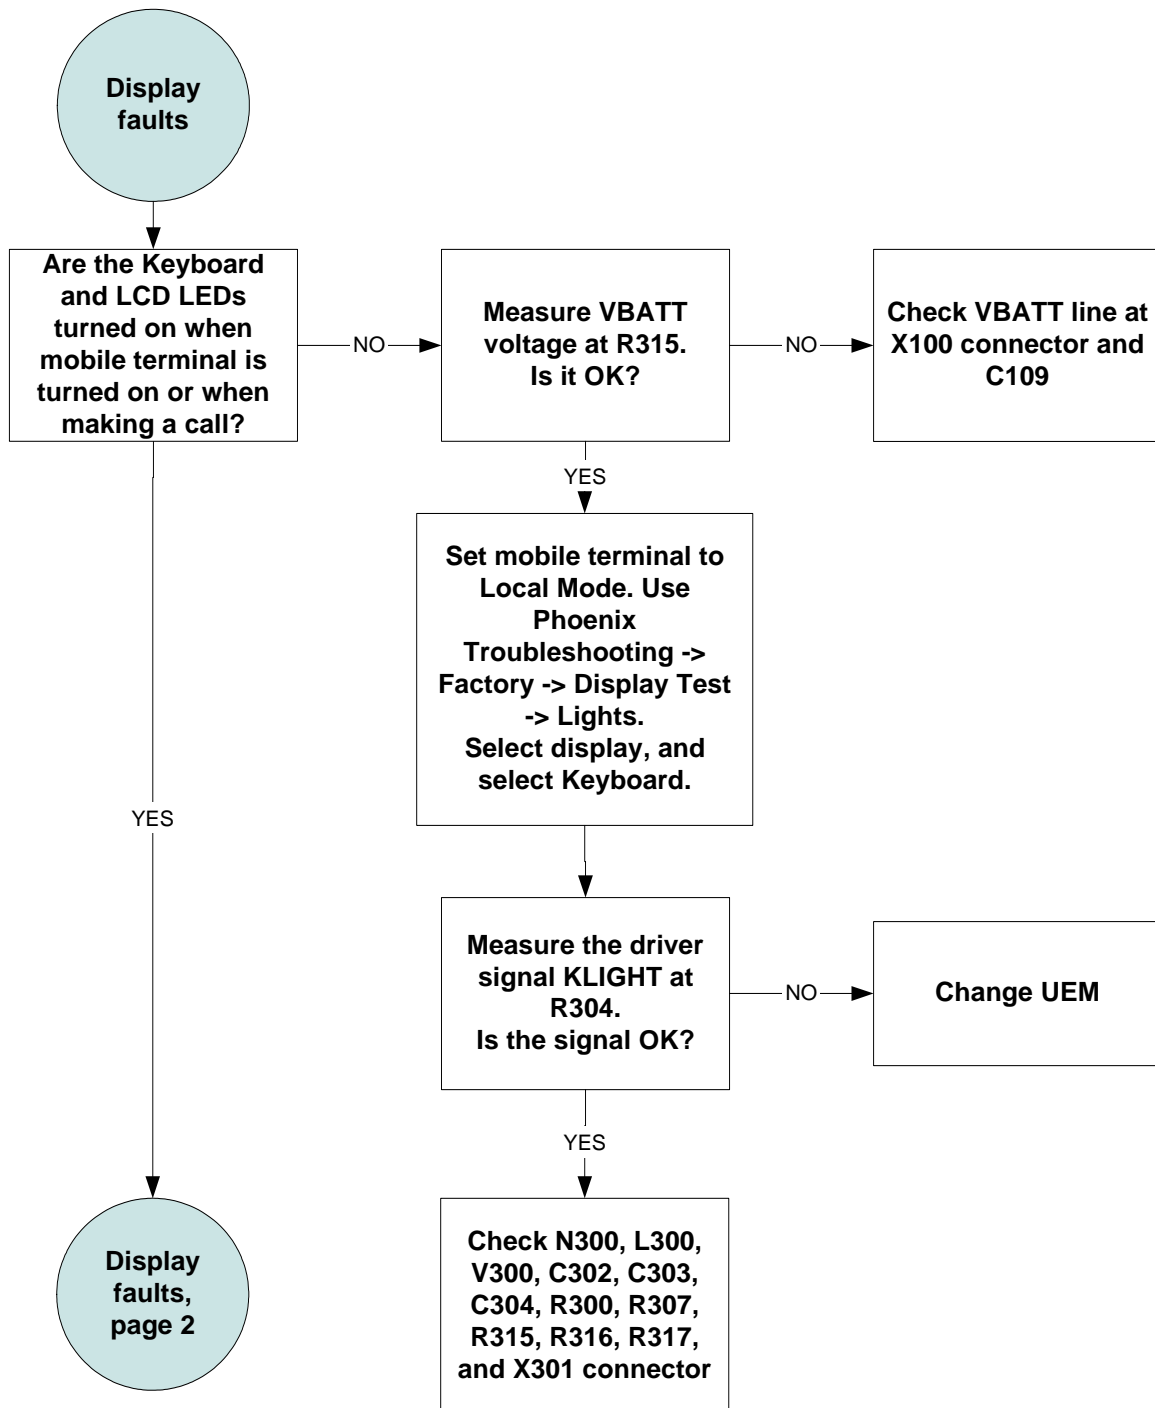 Display
faults
Are the Keyboard
and LCD LEDs
turned on when
mobile terminal is
turned on or when
making a call?
NO
Measure VBATT
voltage at R315.
Is it OK?
NO
Check VBATT line at
X100 connector and
C109
YES
Set mobile terminal to
Local Mode. Use
Phoenix
Troubleshooting ->
Factory -> Display Test
-> Lights.
Select display, and
select Keyboard.
YES
Measure the driver
signal KLIGHT at
R304.
Is the signal OK?
NO
Change UEM
YES
Display
faults,
page 2
Check N300, L300,
V300, C302, C303,
C304, R300, R307,
R315, R316, R317,
and X301 connector